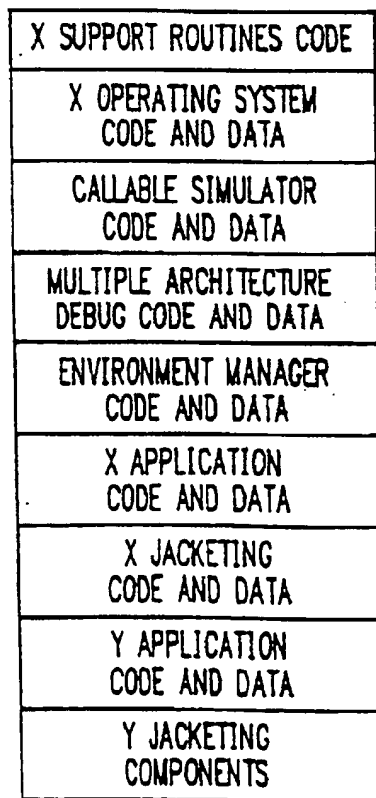 X SUPPORT ROUTINES CODE
X OPERATING SYSTEM
CODE AND DATA
CALLABLE SIMULATOR
CODE AND DATA
MULTIPLE ARCHITECTURE
DEBUG CODE AND DATA
ENVIRONMENT MANAGER
CODE AND DATA
X APPLICATION
CODE AND DATA
X JACKETING
CODE AND DATA
Y APPLICATION
CODE AND DATA
Y JACKETING
COMPONENTS